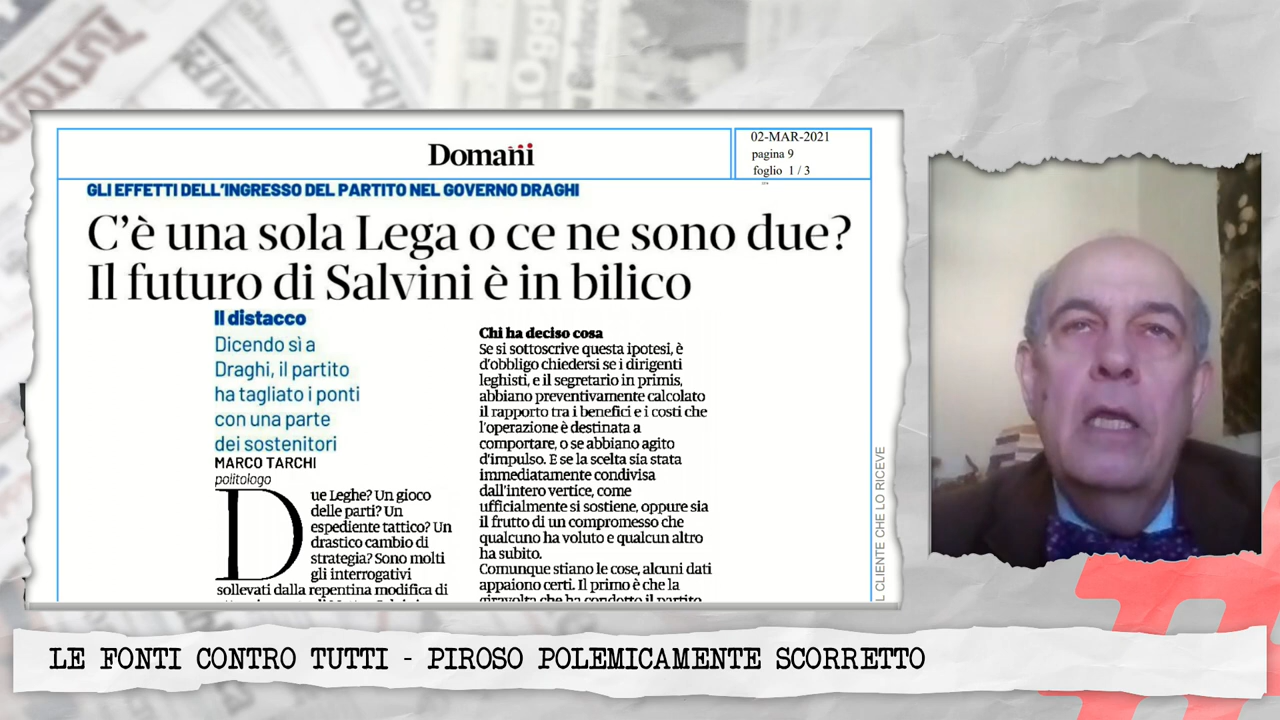 Domani
02-MAR-2021
pagina 9
foglio 1 / 3
GLI EFFETTI DELL'INGRESSO DEL PARTITO NEL GOVERNO DRAGHI
C'è una sola Lega o ce ne sono due?
Il futuro di Salvini è in bilico
Il distacco
Dicendo sì a
Draghi, il partito
ha tagliato i ponti
con una parte
dei sostenitori
MARCO TARCHI
politologo
Due Leghe? Un gioco
delle parti? Un
espediente tattico? Un
drastico cambio di
strategia? Sono molti
gli interrogativi
sollevati dalla repentina modifica di
Chi ha deciso cosa
Se si sottoscrive questa ipotesi, è
d'obbligo chiedersi se i dirigenti
leghisti, e il segretario in primis,
abbiano preventivamente calcolato
il rapporto tra i benefici e i costi che
l'operazione è destinata a
comportare, o se abbiano agito
d'impulso. E se la scelta sia stata
immediatamente condivisa
dall'intero vertice, come
ufficialmente si sostiene, oppure sia
il frutto di un compromesso che
qualcuno ha voluto e qualcun altro
ha subito.
Comunque stiano le cose, alcuni dati
appaiono certi. Il primo è che la
giravolta che ha condotto il partito
L CLIENTE CHE LO RICEVE
LE FONTI CONTRO TUTTI - PIROSO POLEMICAMENTE SCORRETTO